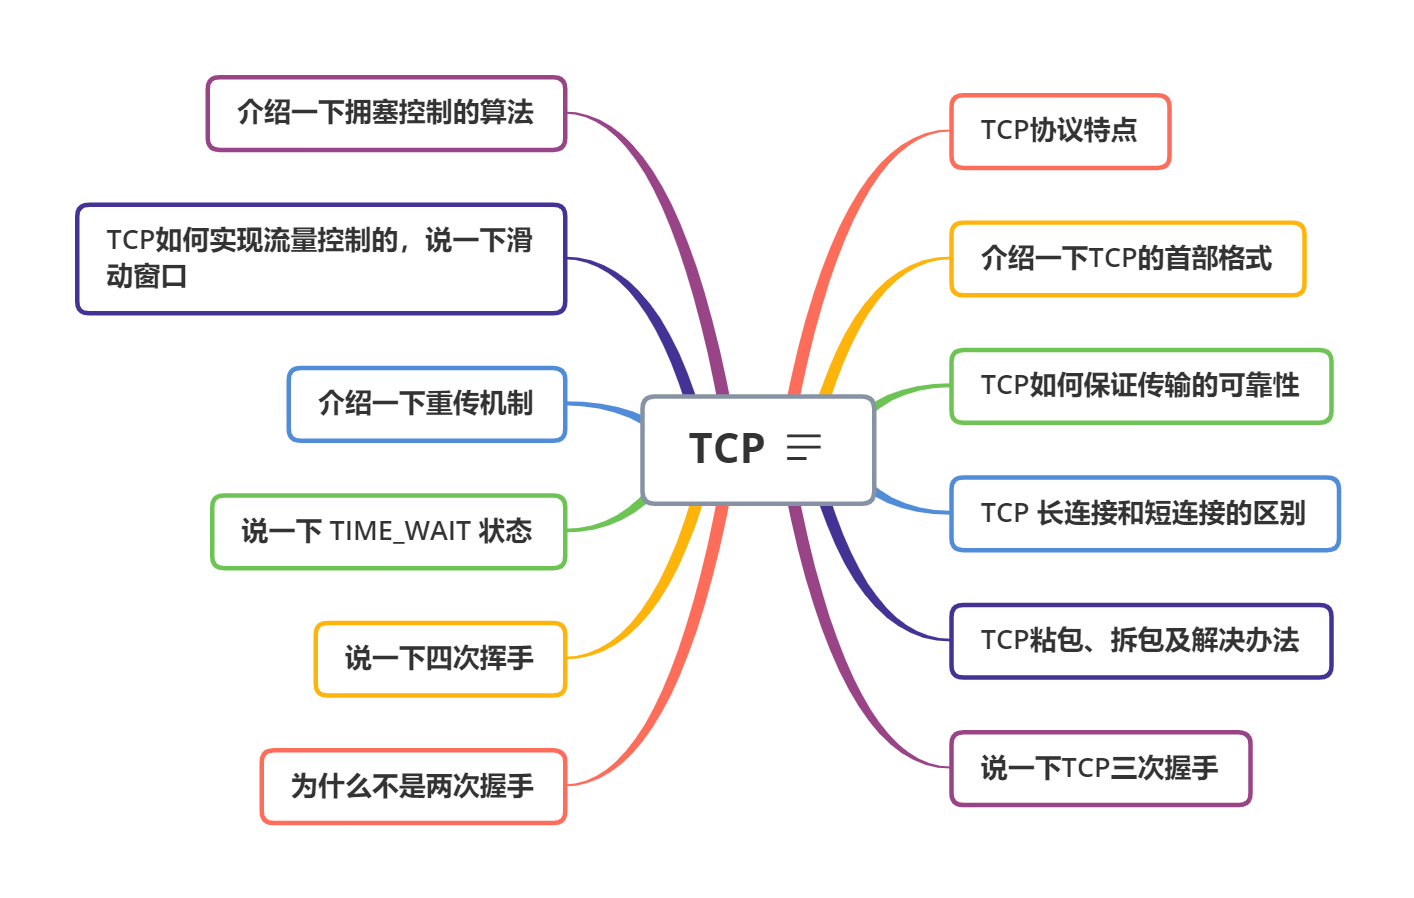 TCP
TCP协议特点
介绍一下TCP的首部格式
TCP如何保证传输的可靠性
TCP 长连接和短连接的区别
TCP粘包、拆包及解决办法
说一下TCP三次握手
介绍一下拥塞控制的算法
TCP如何实现流量控制的，说一下滑
动窗口
介绍一下重传机制
说一下 TIME_WAIT 状态
说一下四次挥手
为什么不是两次握手